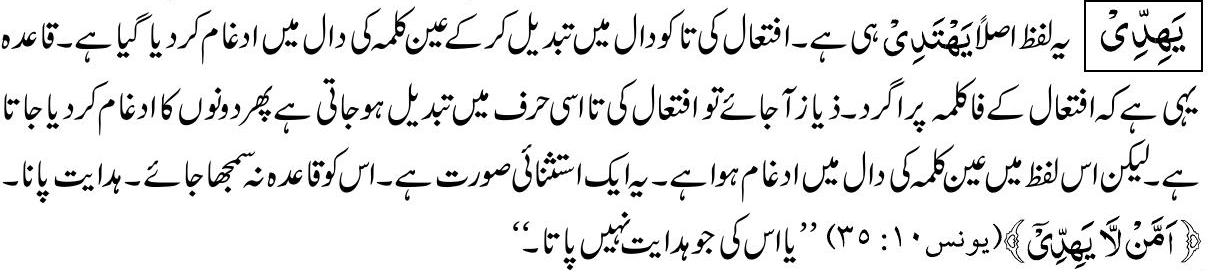 یَھِدِّیْ یہ لفظ اصلاً یَھْتَدِیْ ہی ہے۔ افتعال کی تا کو دال میں تبدیل کر کے عین کلمہ کی دال میں ادغام کر دیا گیا ہے۔ قاعدہ
یہی ہے کہ افتعال کے فا کلمہ پر اگر د۔ ذ یا ز آ جائے تو افتعال کی تا اسی حرف میں تبدیل ہو جاتی ہے پھر دونوں کا ادغام کر دیا جاتا
ہے۔ لیکن اس لفظ میں عین کلمہ کی دال میں ادغام ہوا ہے۔ یہ ایک استثنائی صورت ہے۔ اس کو قاعدہ نہ سمجھا جائے۔ ہدایت پانا۔
﴿اَمَّنْ لَّا یَھِدِّیْٓ﴾ (یونس ١٠: ٣٥) ’’یا اس کی جو ہدایت نہیں پاتا۔‘‘